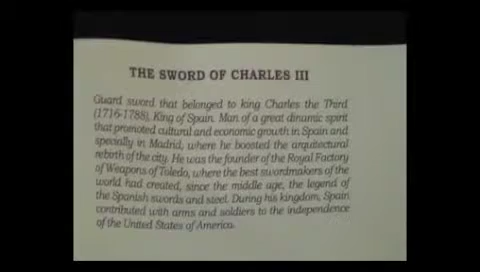 THE SWORD OF CHARLES III
Guard sword that belonged to king Charles the Third
(1716-1788), King of Spain. Man of a great dinamic spirit
that promoted cultural and economic growth in Spain and
specially in Madrid, where he boosted the arquitectural
rebirth of the city. He was the founder of the Royal Factory
of Weapons of Toledo, where the best swordmakers of the
world had created, since the middle age, the legend of
the Spanish swords and steel. During his kingdom, Spain
contributed with arms and soldiers to the independence
of the United States of America.